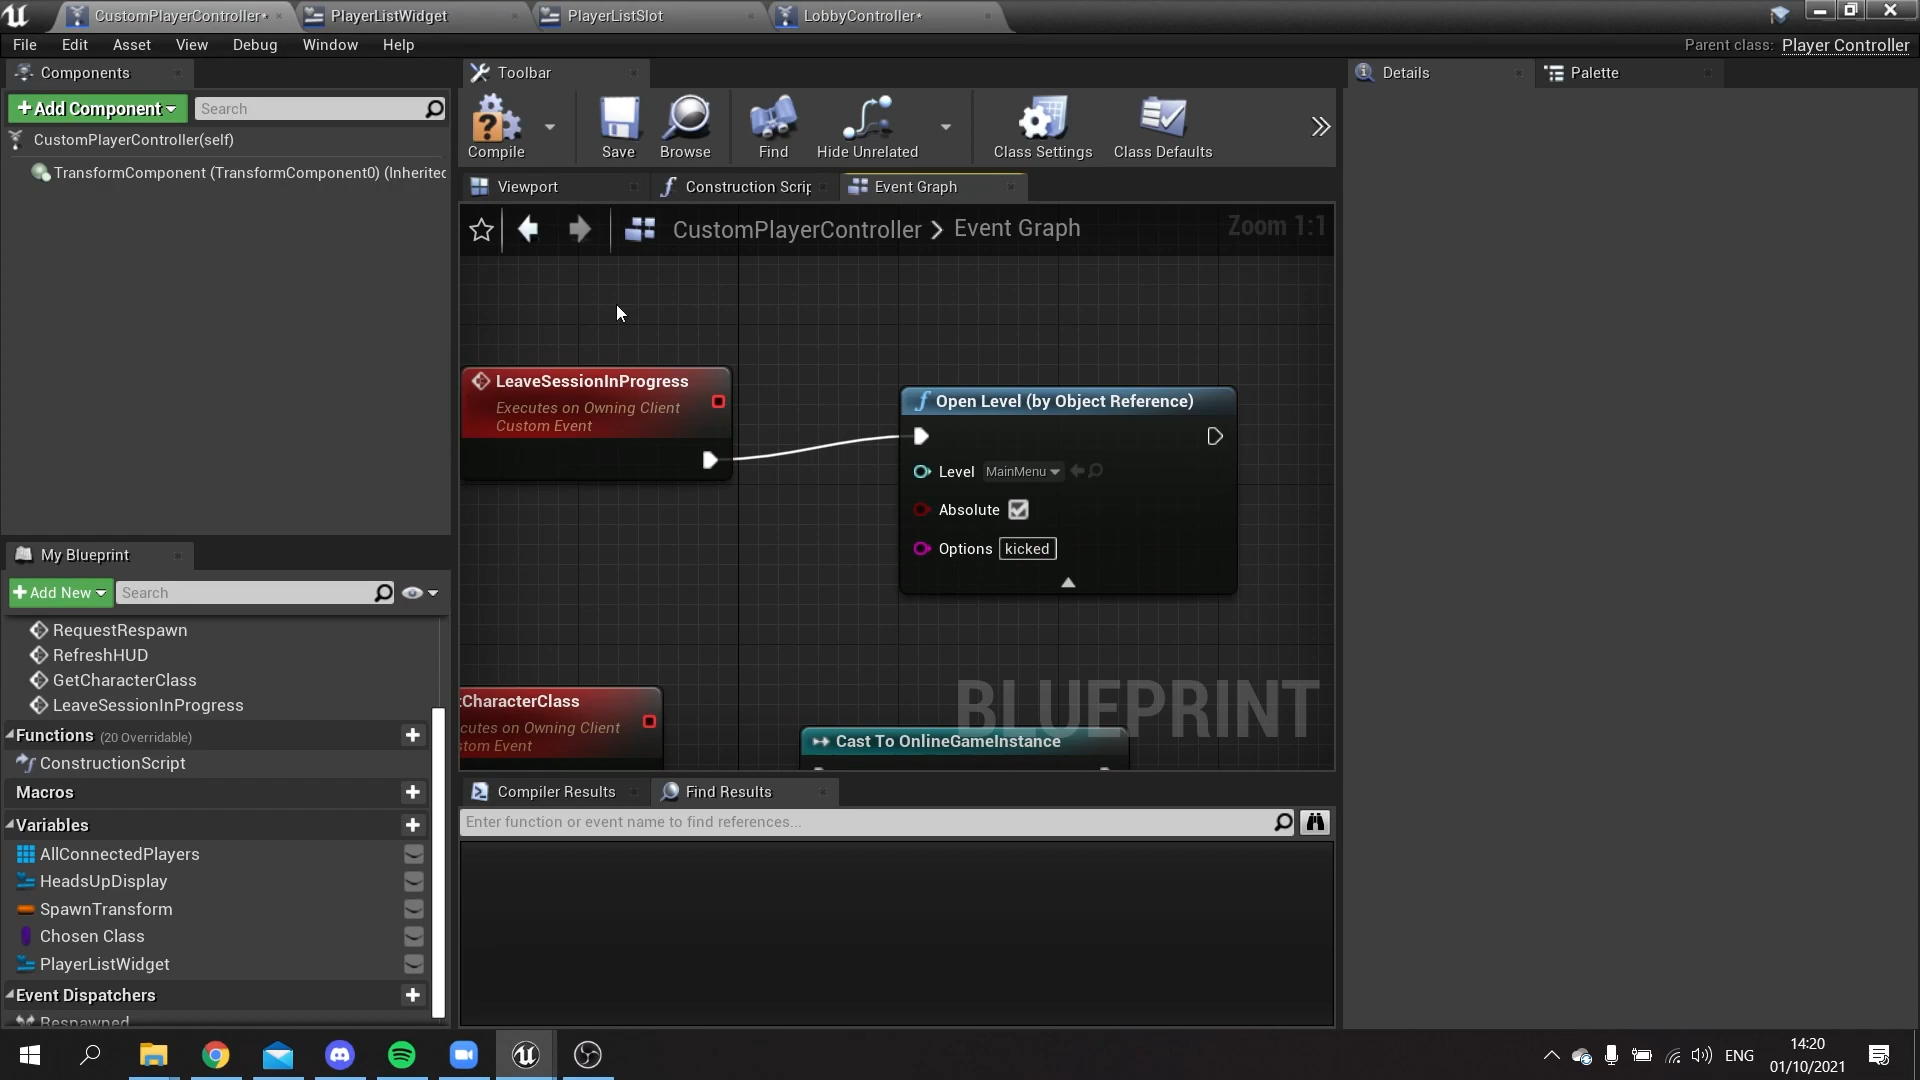 CustomPlayerController*
PlayerListWidget
PlayerListSlot
LobbyController*
File Edit Asset View Debug Window Help
Parent class: Player Controller
Components
Toolbar
Details
Palette
+Add Component
Search
CustomPlayerController(self)
TransformComponent (TransformComponent0) (Inherited
Compile
Save
Browse
Find
Hide Unrelated
Class Settings
Class Defaults
Viewport
Construction Scrip
Event Graph
CustomPlayerController > Event Graph
Zoom 1:1
LeaveSessionInProgress
Executes on Owning Client
Custom Event
Open Level (by Object Reference)
Level MainMenu
Absolute
Options kicked
CharacterClass
cutes on Owning Client
tom Event
Cast To OnlineGameInstance
BLUEPRINT
My Blueprint
+Add New
Search
RequestRespawn
RefreshHUD
GetCharacterClass
LeaveSessionInProgress
Functions (20 Overridable)
ConstructionScript
Macros
Variables
AllConnectedPlayers
HeadsUpDisplay
SpawnTransform
Chosen Class
PlayerListWidget
Event Dispatchers
Respawned
Compiler Results
Find Results
Enter function or event name to find references...
ENG
14:20
01/10/2021